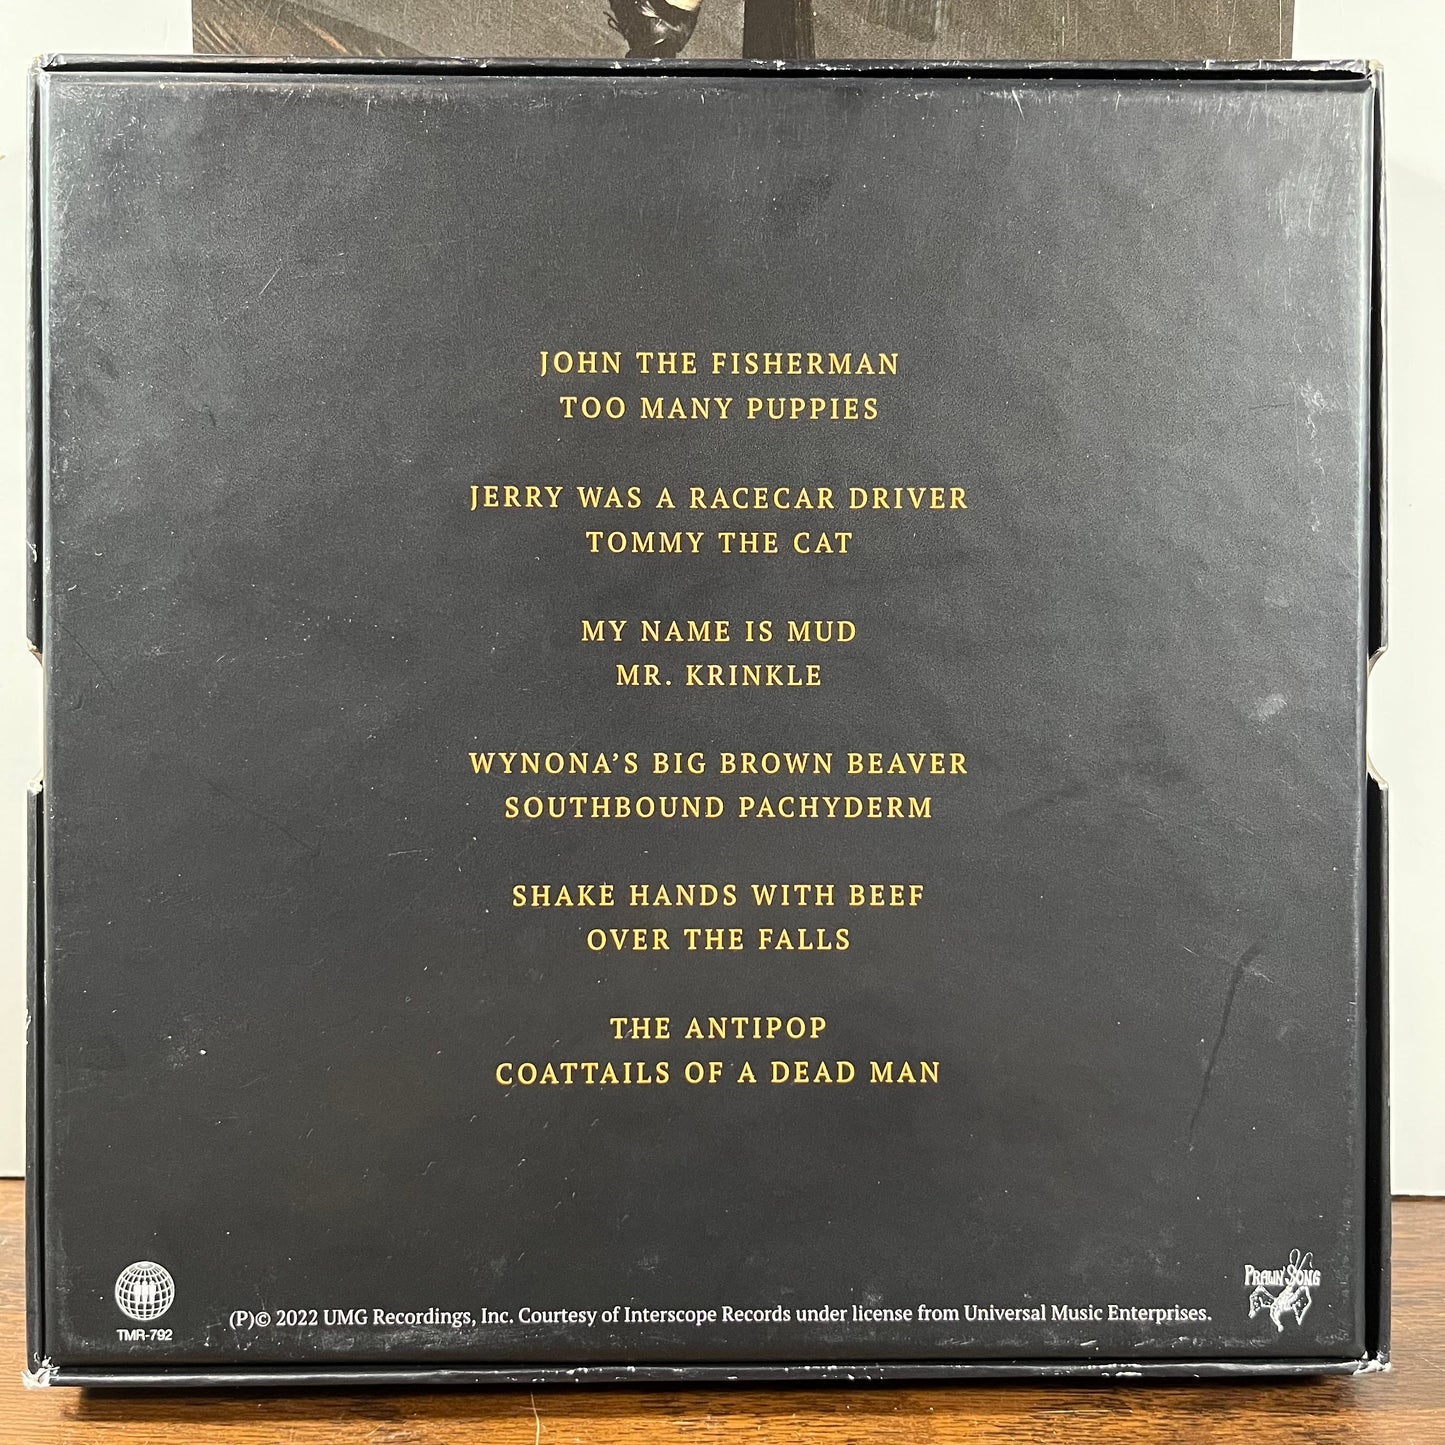 JOHN THE FISHERMAN
TOO MANY PUPPIES
JERRY WAS A RACECAR DRIVER
TOMMY THE CAT
MY NAME IS MUD
MR. KRINKLE
WYNONA’S BIG BROWN BEAVER
SOUTHBOUND PACHYDERM
SHAKE HANDS WITH BEEF
OVER THE FALLS
THE ANTIPOP
COATTAILS OF A DEAD MAN
TMR-792
(P)© 2022 UMG Recordings, Inc. Courtesy of Interscope Records under license from Universal Music Enterprises.
PRAWN SONG